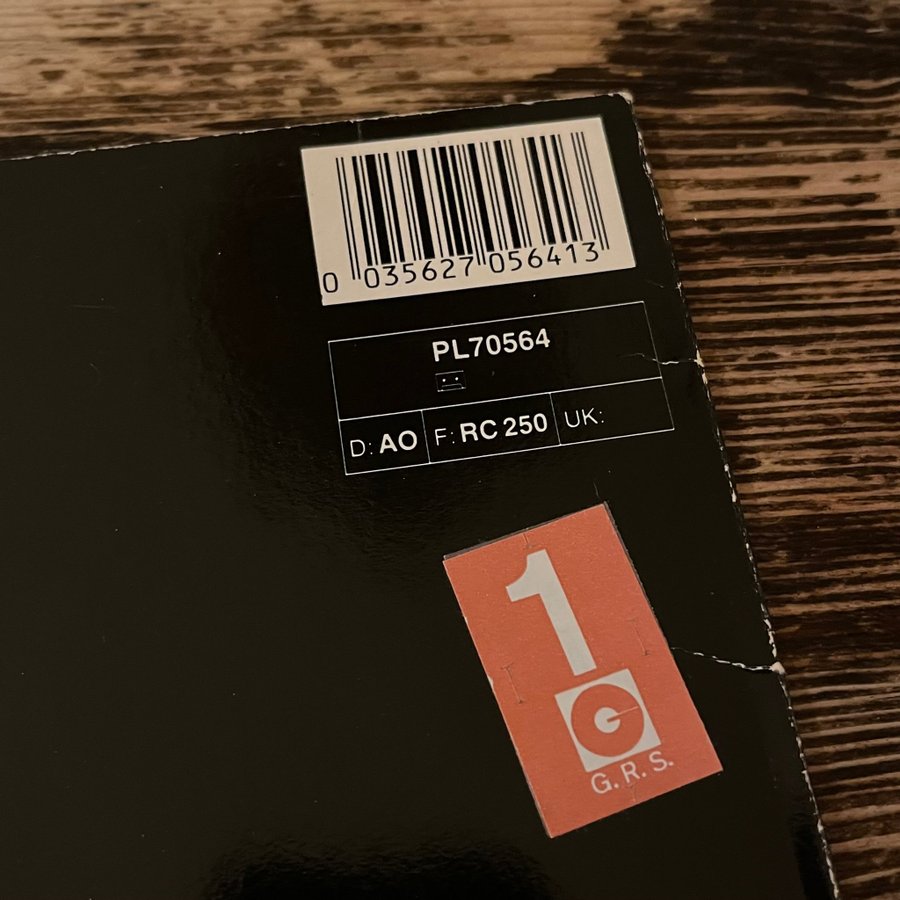 0 035627 056413
PL70564
D: AO F: RC 250 UK:
1
G
G.R.S.